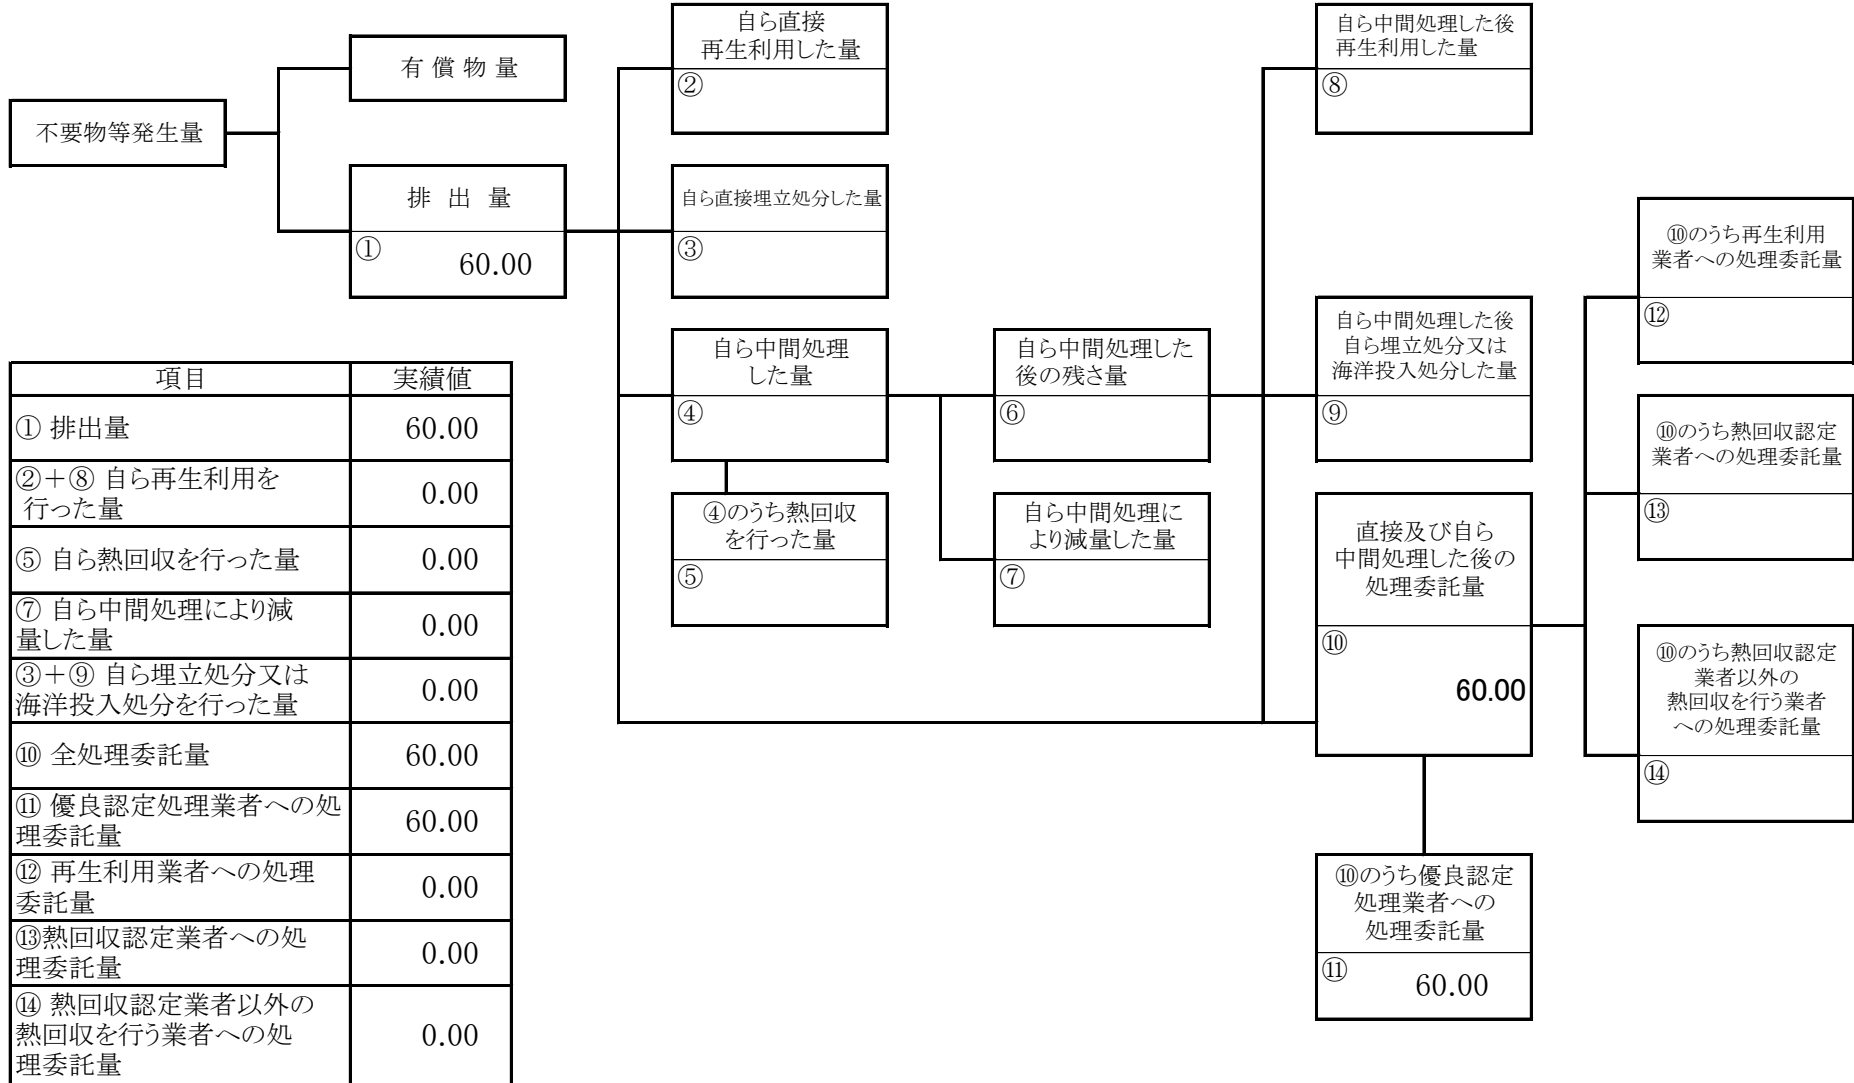 不要物等発生量
有 償 物 量
排 出 量
①
60.00
自ら直接
再生利用した量
②
自ら直接埋立処分した量
③
自ら中間処理
した量
④
④のうち熱回収
を行った量
⑤
自ら中間処理した
後の残さ量
⑥
自ら中間処理に
より減量した量
⑦
自ら中間処理した後
再生利用した量
⑧
自ら中間処理した後
自ら埋立処分又は
海洋投入処分した量
⑨
直接及び自ら
中間処理した後の
処理委託量
⑩
60.00
⑩のうち優良認定
処理業者への
処理委託量
⑪
60.00
⑩のうち再生利用
業者への処理委託量
⑫
⑩のうち熱回収認定
業者への処理委託量
⑬
⑩のうち熱回収認定
業者以外の
熱回収を行う業者
への処理委託量
⑭
項目 実績値
① 排出量 60.00
②＋⑧ 自ら再生利用を
行った量 0.00
⑤ 自ら熱回収を行った量 0.00
⑦ 自ら中間処理により減
量した量 0.00
③＋⑨ 自ら埋立処分又は
海洋投入処分を行った量 0.00
⑩ 全処理委託量 60.00
⑪ 優良認定処理業者への処
理委託量 60.00
⑫ 再生利用業者への処理
委託量 0.00
⑬熱回収認定業者への処
理委託量 0.00
⑭ 熱回収認定業者以外の
熱回収を行う業者への処
理委託量 0.00